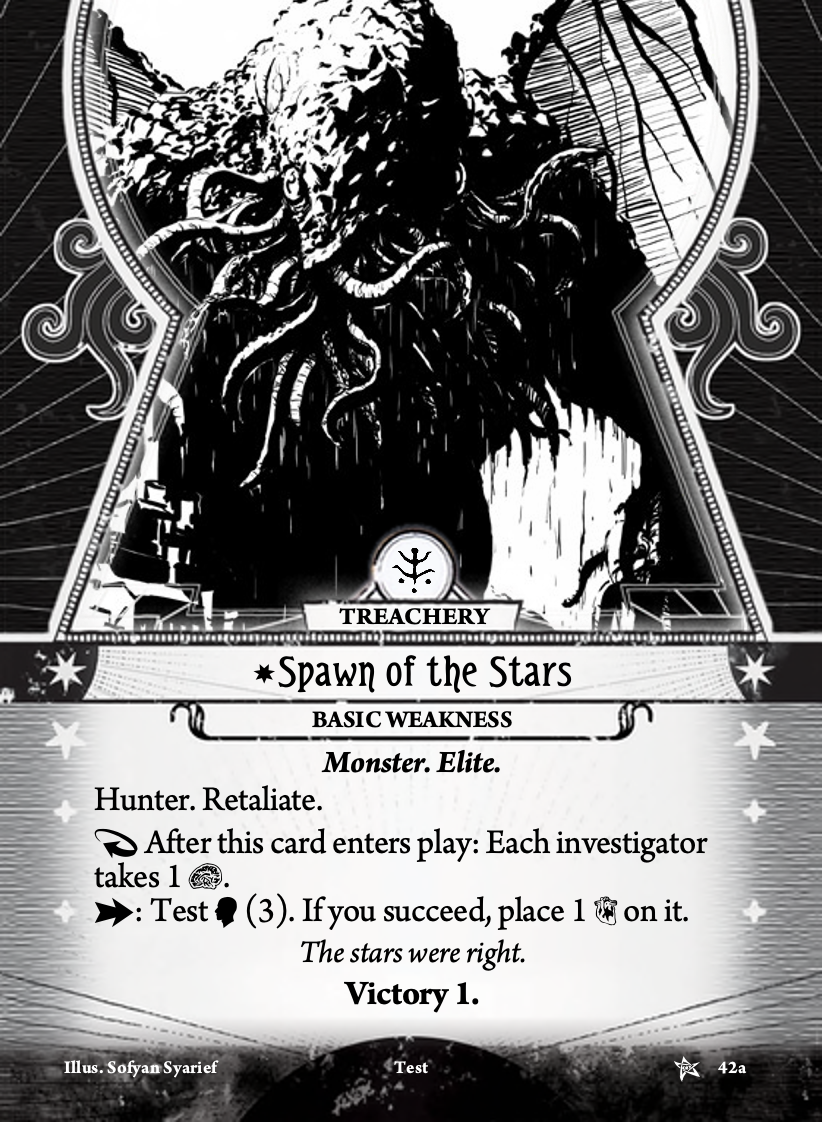 TREACHERY
Spawn of the Stars
BASIC WEAKNESS
Monster. Elite.
Hunter. Retaliate.
After this card enters play: Each investigator
takes 1 .
: Test (3). If you succeed, place 1 on it.
The stars were right.
Victory 1.
Illus. Sofyan Syarief Test 42a